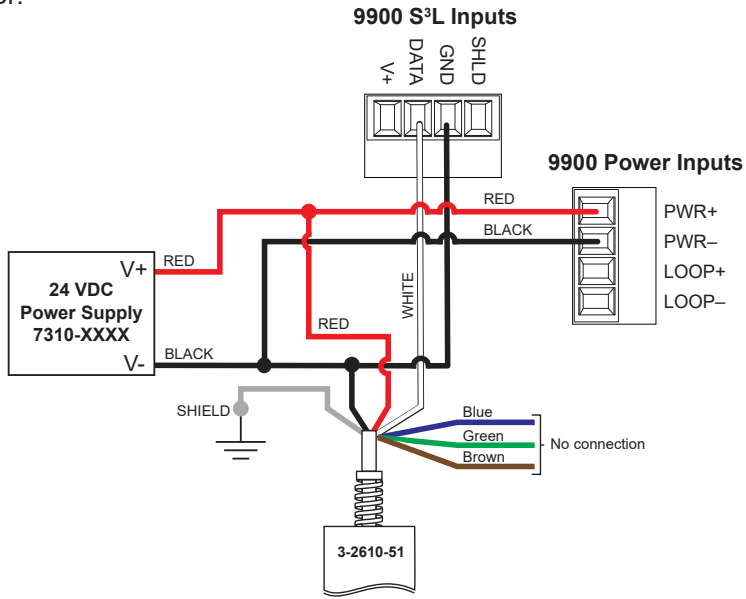 or.
9900 S³L Inputs
V+
DATA
GND
SHLD
9900 Power Inputs
RED
PWR+
BLACK
PWR–
LOOP+
LOOP–
V+
RED
24 VDC
Power Supply
7310-XXXX
V-
BLACK
RED
WHITE
SHIELD
Blue
Green
Brown
No connection
3-2610-51